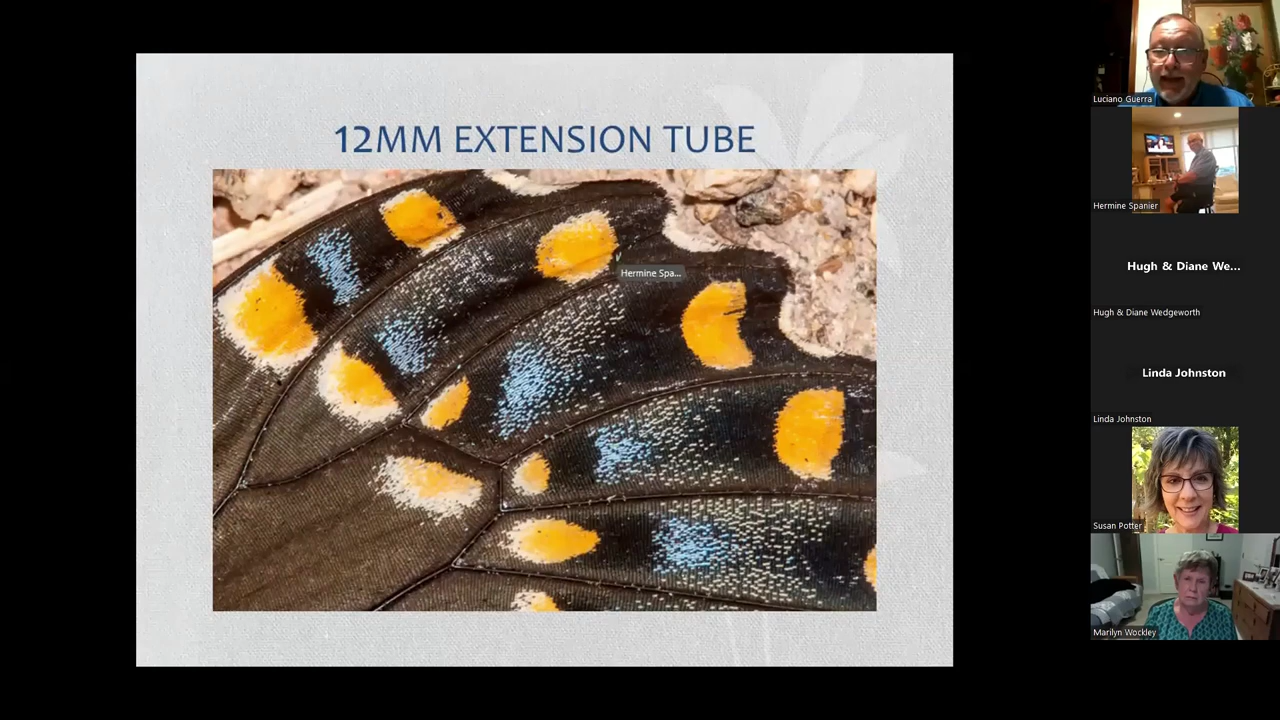 12MM EXTENSION TUBE
Hermine Spa...
Luciano Guerra
Hermine Spanier
Hugh & Diane We...
Hugh & Diane Wedgeworth
Linda Johnston
Linda Johnston
Susan Potter
Marilyn Wockley